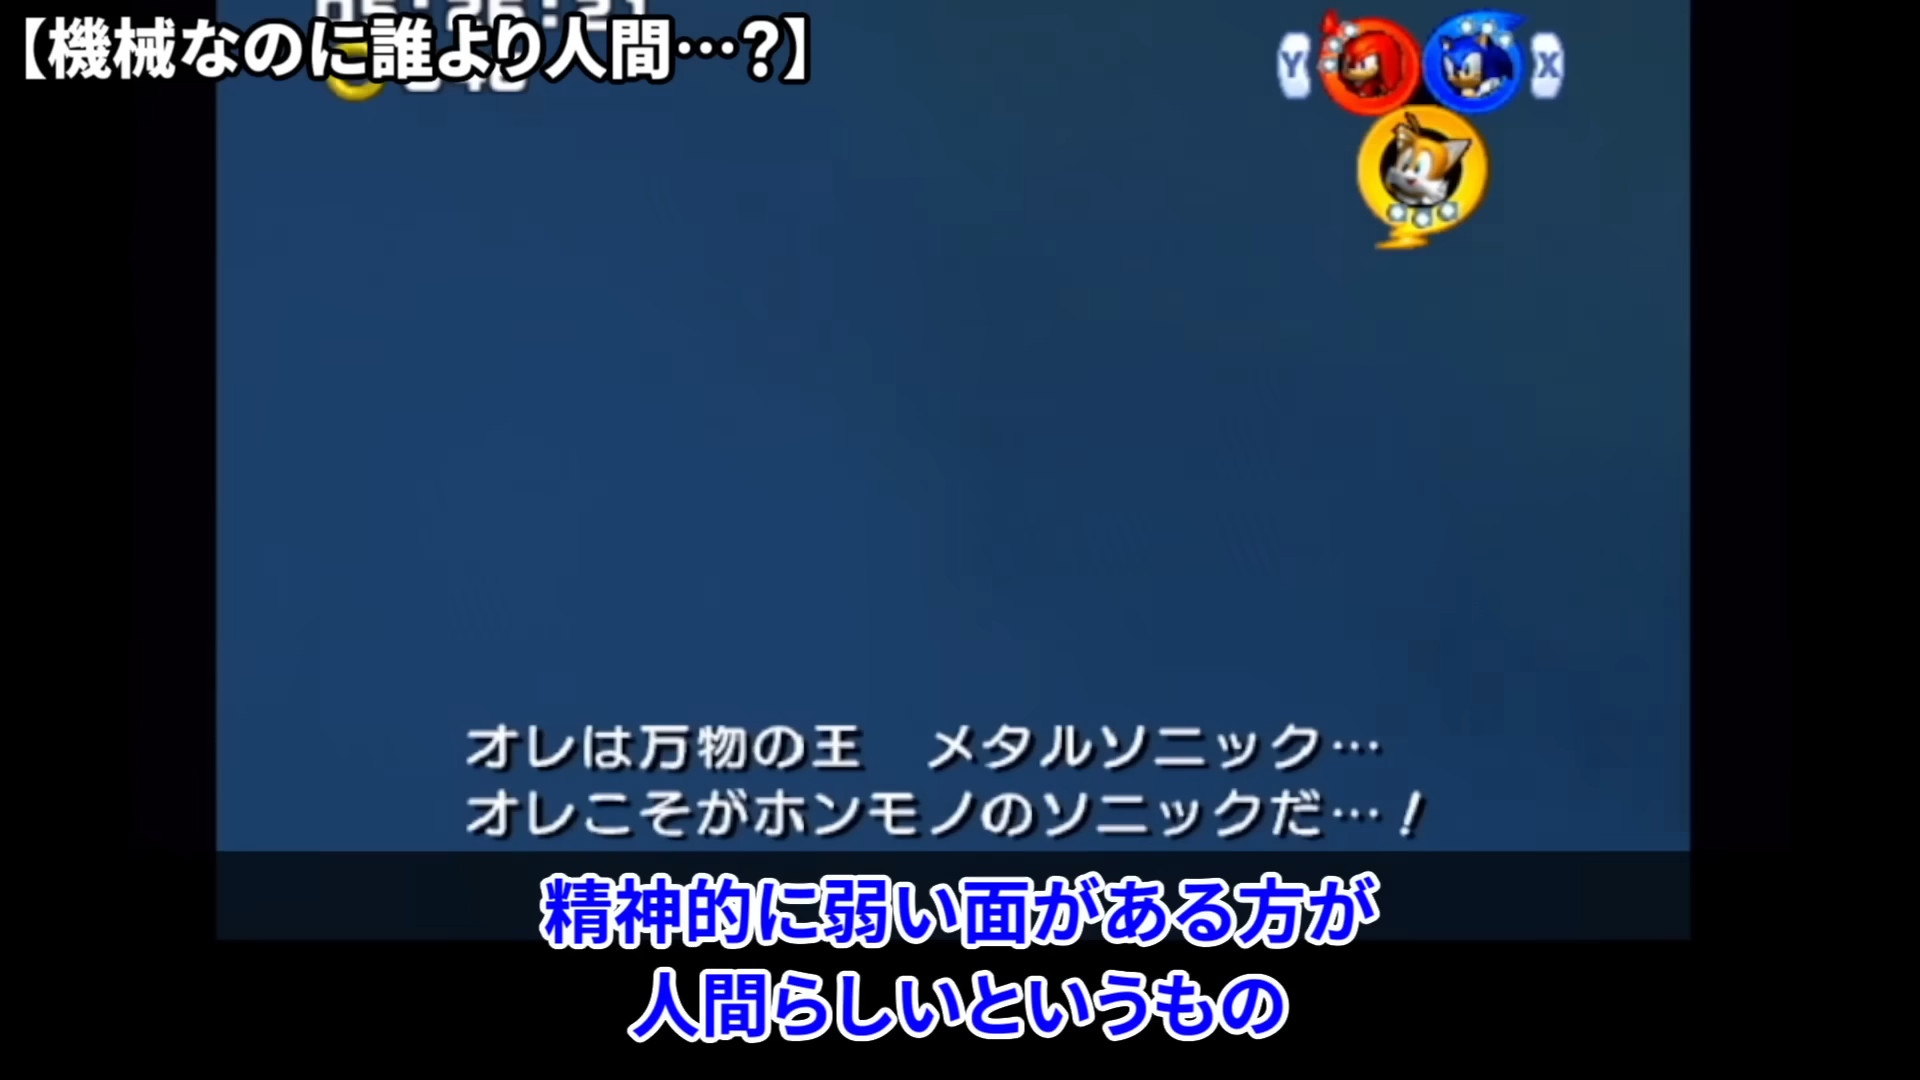 【機械なのに誰より人間…？】
Y
X
オレは万物の王　メタルソニック…
オレこそがホンモノのソニックだ…！
精神的に弱い面がある方が
人間らしいというもの